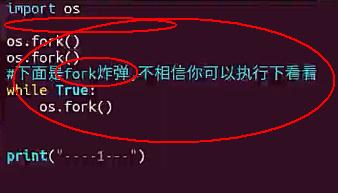 import os
os.fork()
os.fork()
#下面是fork炸弹,不相信你可以执行下看看
while True:
    os.fork()
print("----1---")